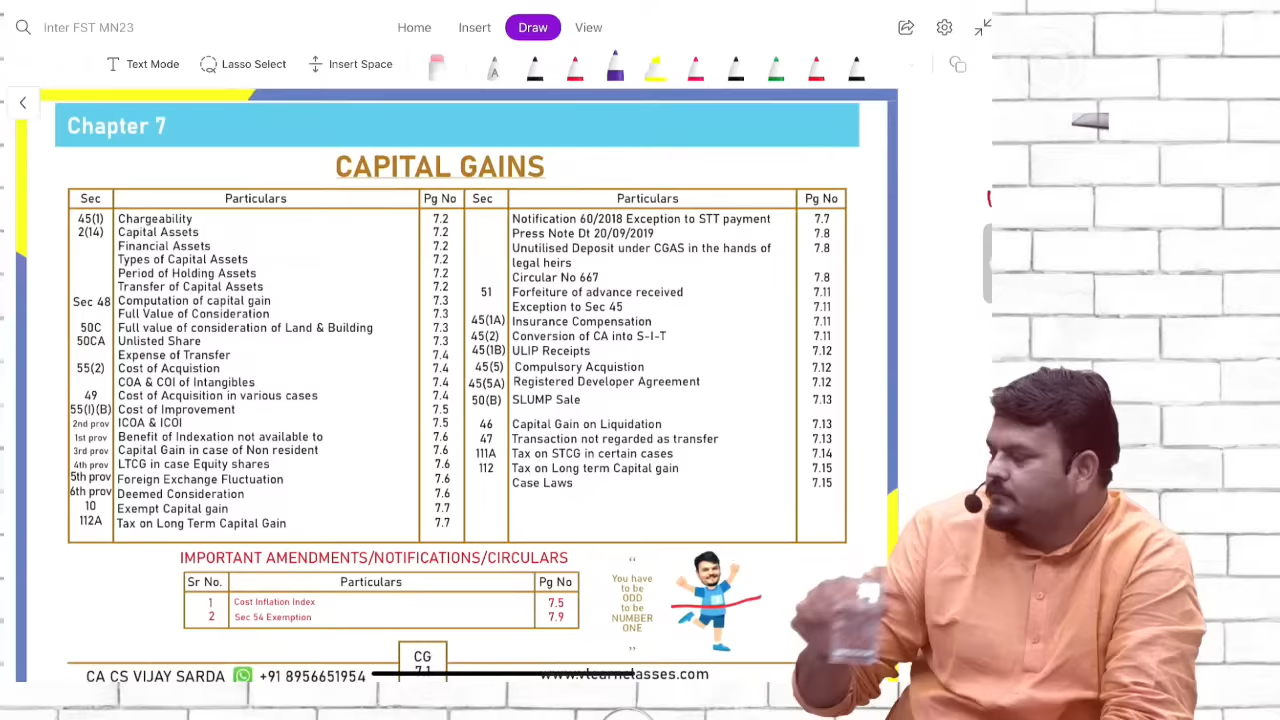 Inter FST MN23
Home Insert Draw View
Text Mode Lasso Select Insert Space
Chapter 7
CAPITAL GAINS
Sec Particulars Pg No
45(1) Chargeability 7.2
2(14) Capital Assets 7.2
Financial Assets 7.2
Types of Capital Assets 7.2
Period of Holding Assets 7.2
Transfer of Capital Assets 7.2
Sec 48 Computation of capital gain 7.3
Full Value of Consideration 7.3
50C Full value of consideration of Land & Building 7.3
50CA Unlisted Share 7.3
Expense of Transfer 7.4
55(2) Cost of Acquistion 7.4
COA & COI of Intangibles 7.4
49 Cost of Acquisition in various cases 7.4
55(I)(B) Cost of Improvement 7.5
2nd prov ICOA & ICOI 7.5
1st prov Benefit of Indexation not available to 7.6
3rd prov Capital Gain in case of Non resident 7.6
4th prov LTCG in case Equity shares 7.6
5th prov Foreign Exchange Fluctuation 7.6
6th prov Deemed Consideration 7.6
10 Exempt Capital gain 7.7
112A Tax on Long Term Capital Gain 7.7
Sec Particulars Pg No
Notification 60/2018 Exception to STT payment 7.7
Press Note Dt 20/09/2019 7.8
Unutilised Deposit under CGAS in the hands of 7.8
legal heirs
Circular No 667 7.8
51 Forfeiture of advance received 7.11
Exception to Sec 45 7.11
45(1A) Insurance Compensation 7.11
45(2) Conversion of CA into S-I-T 7.11
45(1B) ULIP Receipts 7.12
45(5) Compulsory Acquistion 7.12
45(5A) Registered Developer Agreement 7.12
50(B) SLUMP Sale 7.13
46 Capital Gain on Liquidation 7.13
47 Transaction not regarded as transfer 7.13
111A Tax on STCG in certain cases 7.14
112 Tax on Long term Capital gain 7.15
Case Laws 7.15
IMPORTANT AMENDMENTS/NOTIFICATIONS/CIRCULARS
Sr No. Particulars Pg No
1 Cost Inflation Index 7.5
2 Sec 54 Exemption 7.9
“
You have
to be
ODD
to be
NUMBER
ONE
”
CG
7.1
CA CS VIJAY SARDA +91 8956651954 www.vlearnclasses.com